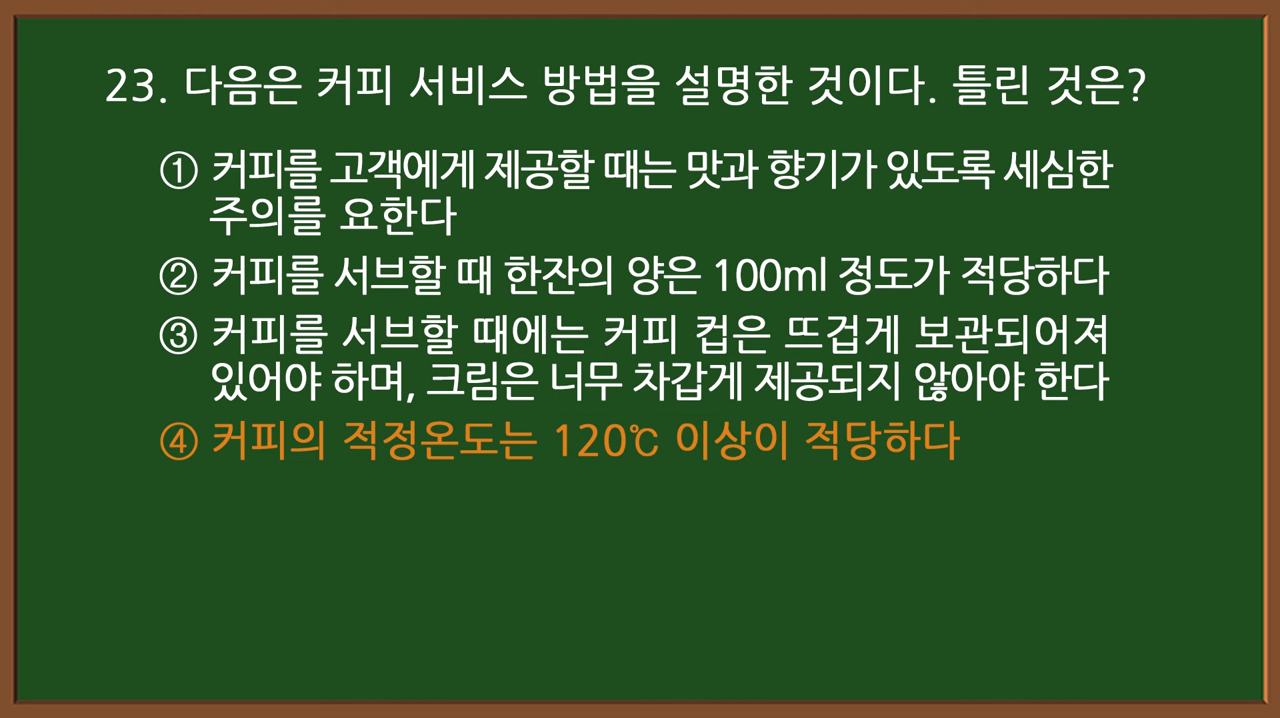 23. 다음은 커피 서비스 방법을 설명한 것이다. 틀린 것은?
① 커피를 고객에게 제공할 때는 맛과 향기가 있도록 세심한
주의를 요한다
② 커피를 서브할 때 한잔의 양은 100ml 정도가 적당하다
③ 커피를 서브할 때에는 커피 컵은 뜨겁게 보관되어져
있어야 하며, 크림은 너무 차갑게 제공되지 않아야 한다
④ 커피의 적정온도는 120℃ 이상이 적당하다